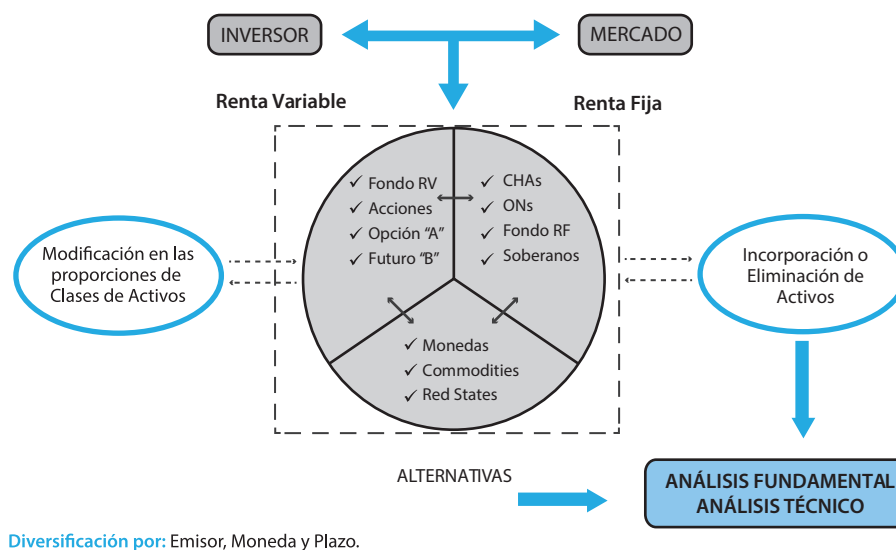 INVERSOR
MERCADO
Renta Variable
Renta Fija
✓ Fondo RV
✓ Acciones
✓ Opción “A”
✓ Futuro “B”
✓ CHAs
✓ ONs
✓ Fondo RF
✓ Soberanos
Modificación en las
proporciones de
Clases de Activos
Incorporación o
Eliminación de
Activos
✓ Monedas
✓ Commodities
✓ Red States
ALTERNATIVAS
ANÁLISIS FUNDAMENTAL
ANÁLISIS TÉCNICO
Diversificación por: Emisor, Moneda y Plazo.